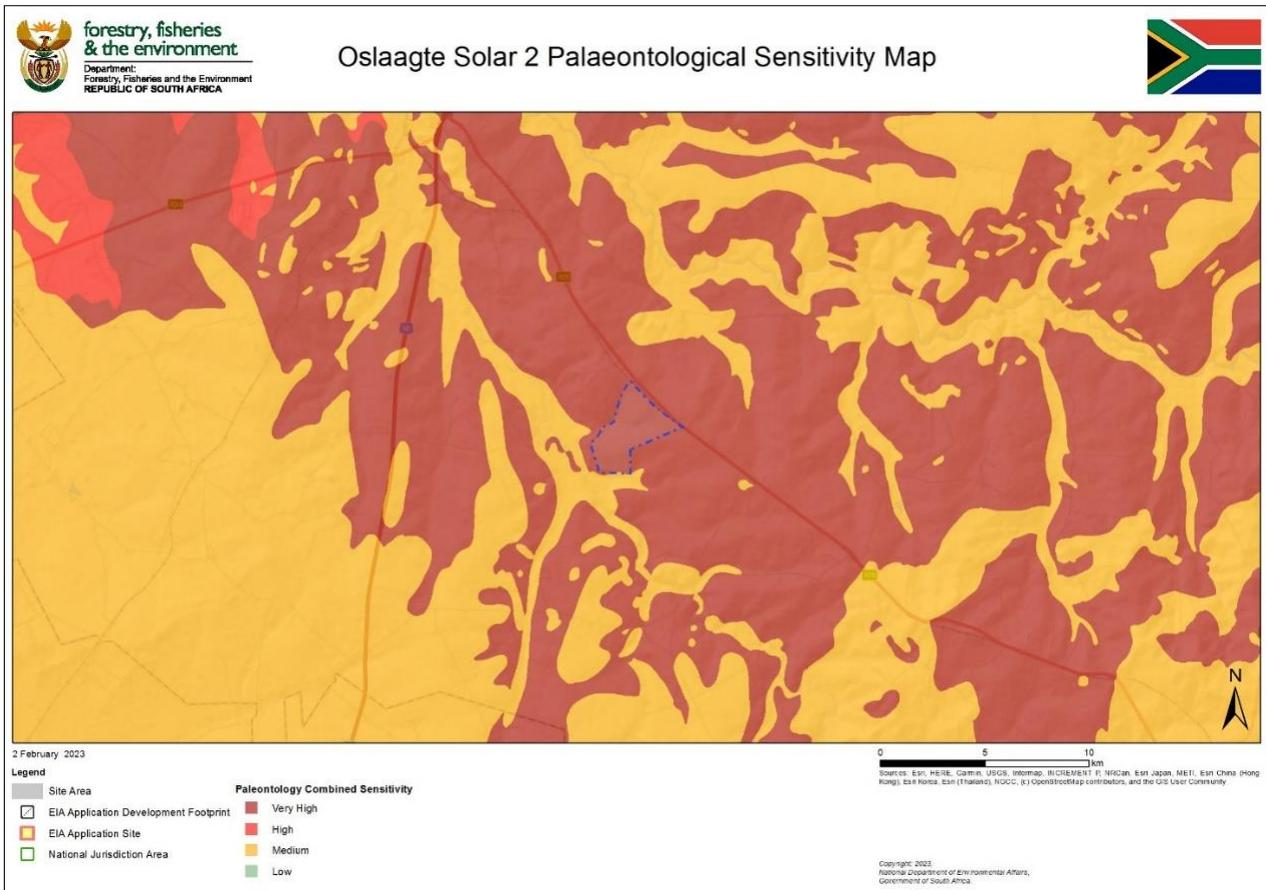 forestry, fisheries
& the environment
Department:
Forestry, Fisheries and the Environment
REPUBLIC OF SOUTH AFRICA
Oslaagte Solar 2 Palaeontological Sensitivity Map
N
2 February 2023
0 5 10
km
Sources: Esri, HERE, Garmin, USGS, Intermap, INCREMENT P, NRCan, Esri Japan, METI, Esri China (Hong
Kong), Esri Korea, Esri (Thailand), NGCC, (c) OpenStreetMap contributors, and the GIS User Community
Legend
Site Area
EIA Application Development Footprint
EIA Application Site
National Jurisdiction Area
Paleontology Combined Sensitivity
Very High
High
Medium
Low
Copyright: 2023,
National Department of Environmental Affairs,
Government of South Africa.